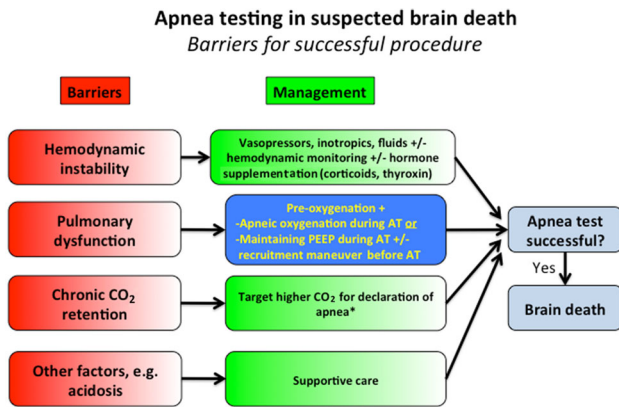 Apnea testing in suspected brain death
Barriers for successful procedure
Barriers
Management
Hemodynamic
instability
Vasopressors, inotropics, fluids +/-
hemodynamic monitoring +/- hormone
supplementation (corticoids, thyroxin)
Pulmonary
dysfunction
Pre-oxygenation +
-Apneic oxygenation during AT or
-Maintaining PEEP during AT +/-
recruitment maneuver before AT
Apnea test
successful?
Yes
Brain death
Chronic CO₂
retention
Target higher CO₂ for declaration of
apnea*
Other factors, e.g.
acidosis
Supportive care